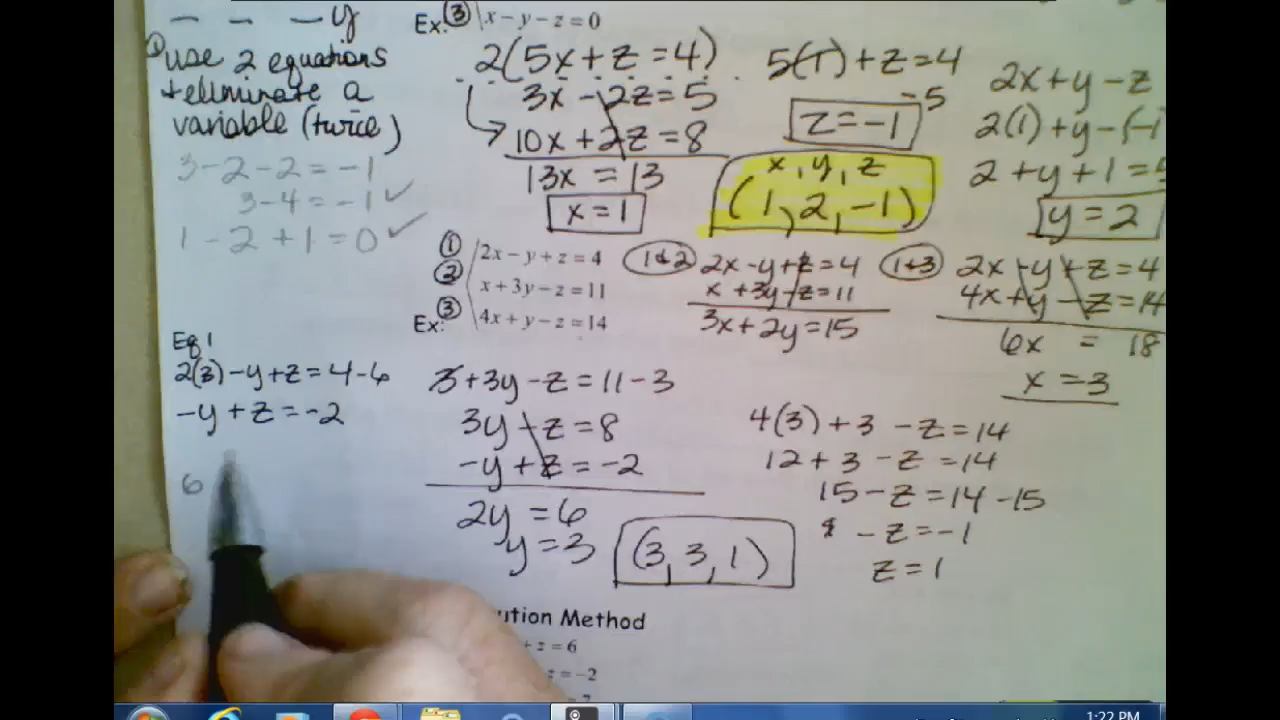 y
Ex: ③ x - y - z = 0
① use 2 equations
+ eliminate a
variable (twice)
3 - 2 - 2 = -1
3 - 4 = -1 ✓
1 - 2 + 1 = 0 ✓
2(5x + z = 4)
3x - 2z = 5
10x + 2z = 8
13x = 13
x = 1
5(1) + z = 4
-5
z = -1
x, y, z
(1, 2, -1)
2x + y - z
2(1) + y - (-1
2 + y + 1 = 5
y = 2
① 2x - y + z = 4
② x + 3y - z = 11
③ 4x + y - z = 14
Ex:
1&2 2x - y + z = 4
x + 3y - z = 11
3x + 2y = 15
1+3 2x - y + z = 4
4x + y - z = 14
6x = 18
x = 3
Eq 1
2(3) - y + z = 4 - 6
-y + z = -2
6
3 + 3y - z = 11 - 3
3y - z = 8
-y + z = -2
2y = 6
y = 3
(3, 3, 1)
4(3) + 3 - z = 14
12 + 3 - z = 14
15 - z = 14 - 15
- z = -1
z = 1
ution Method
+ z = 6
z = -2
1:22 PM